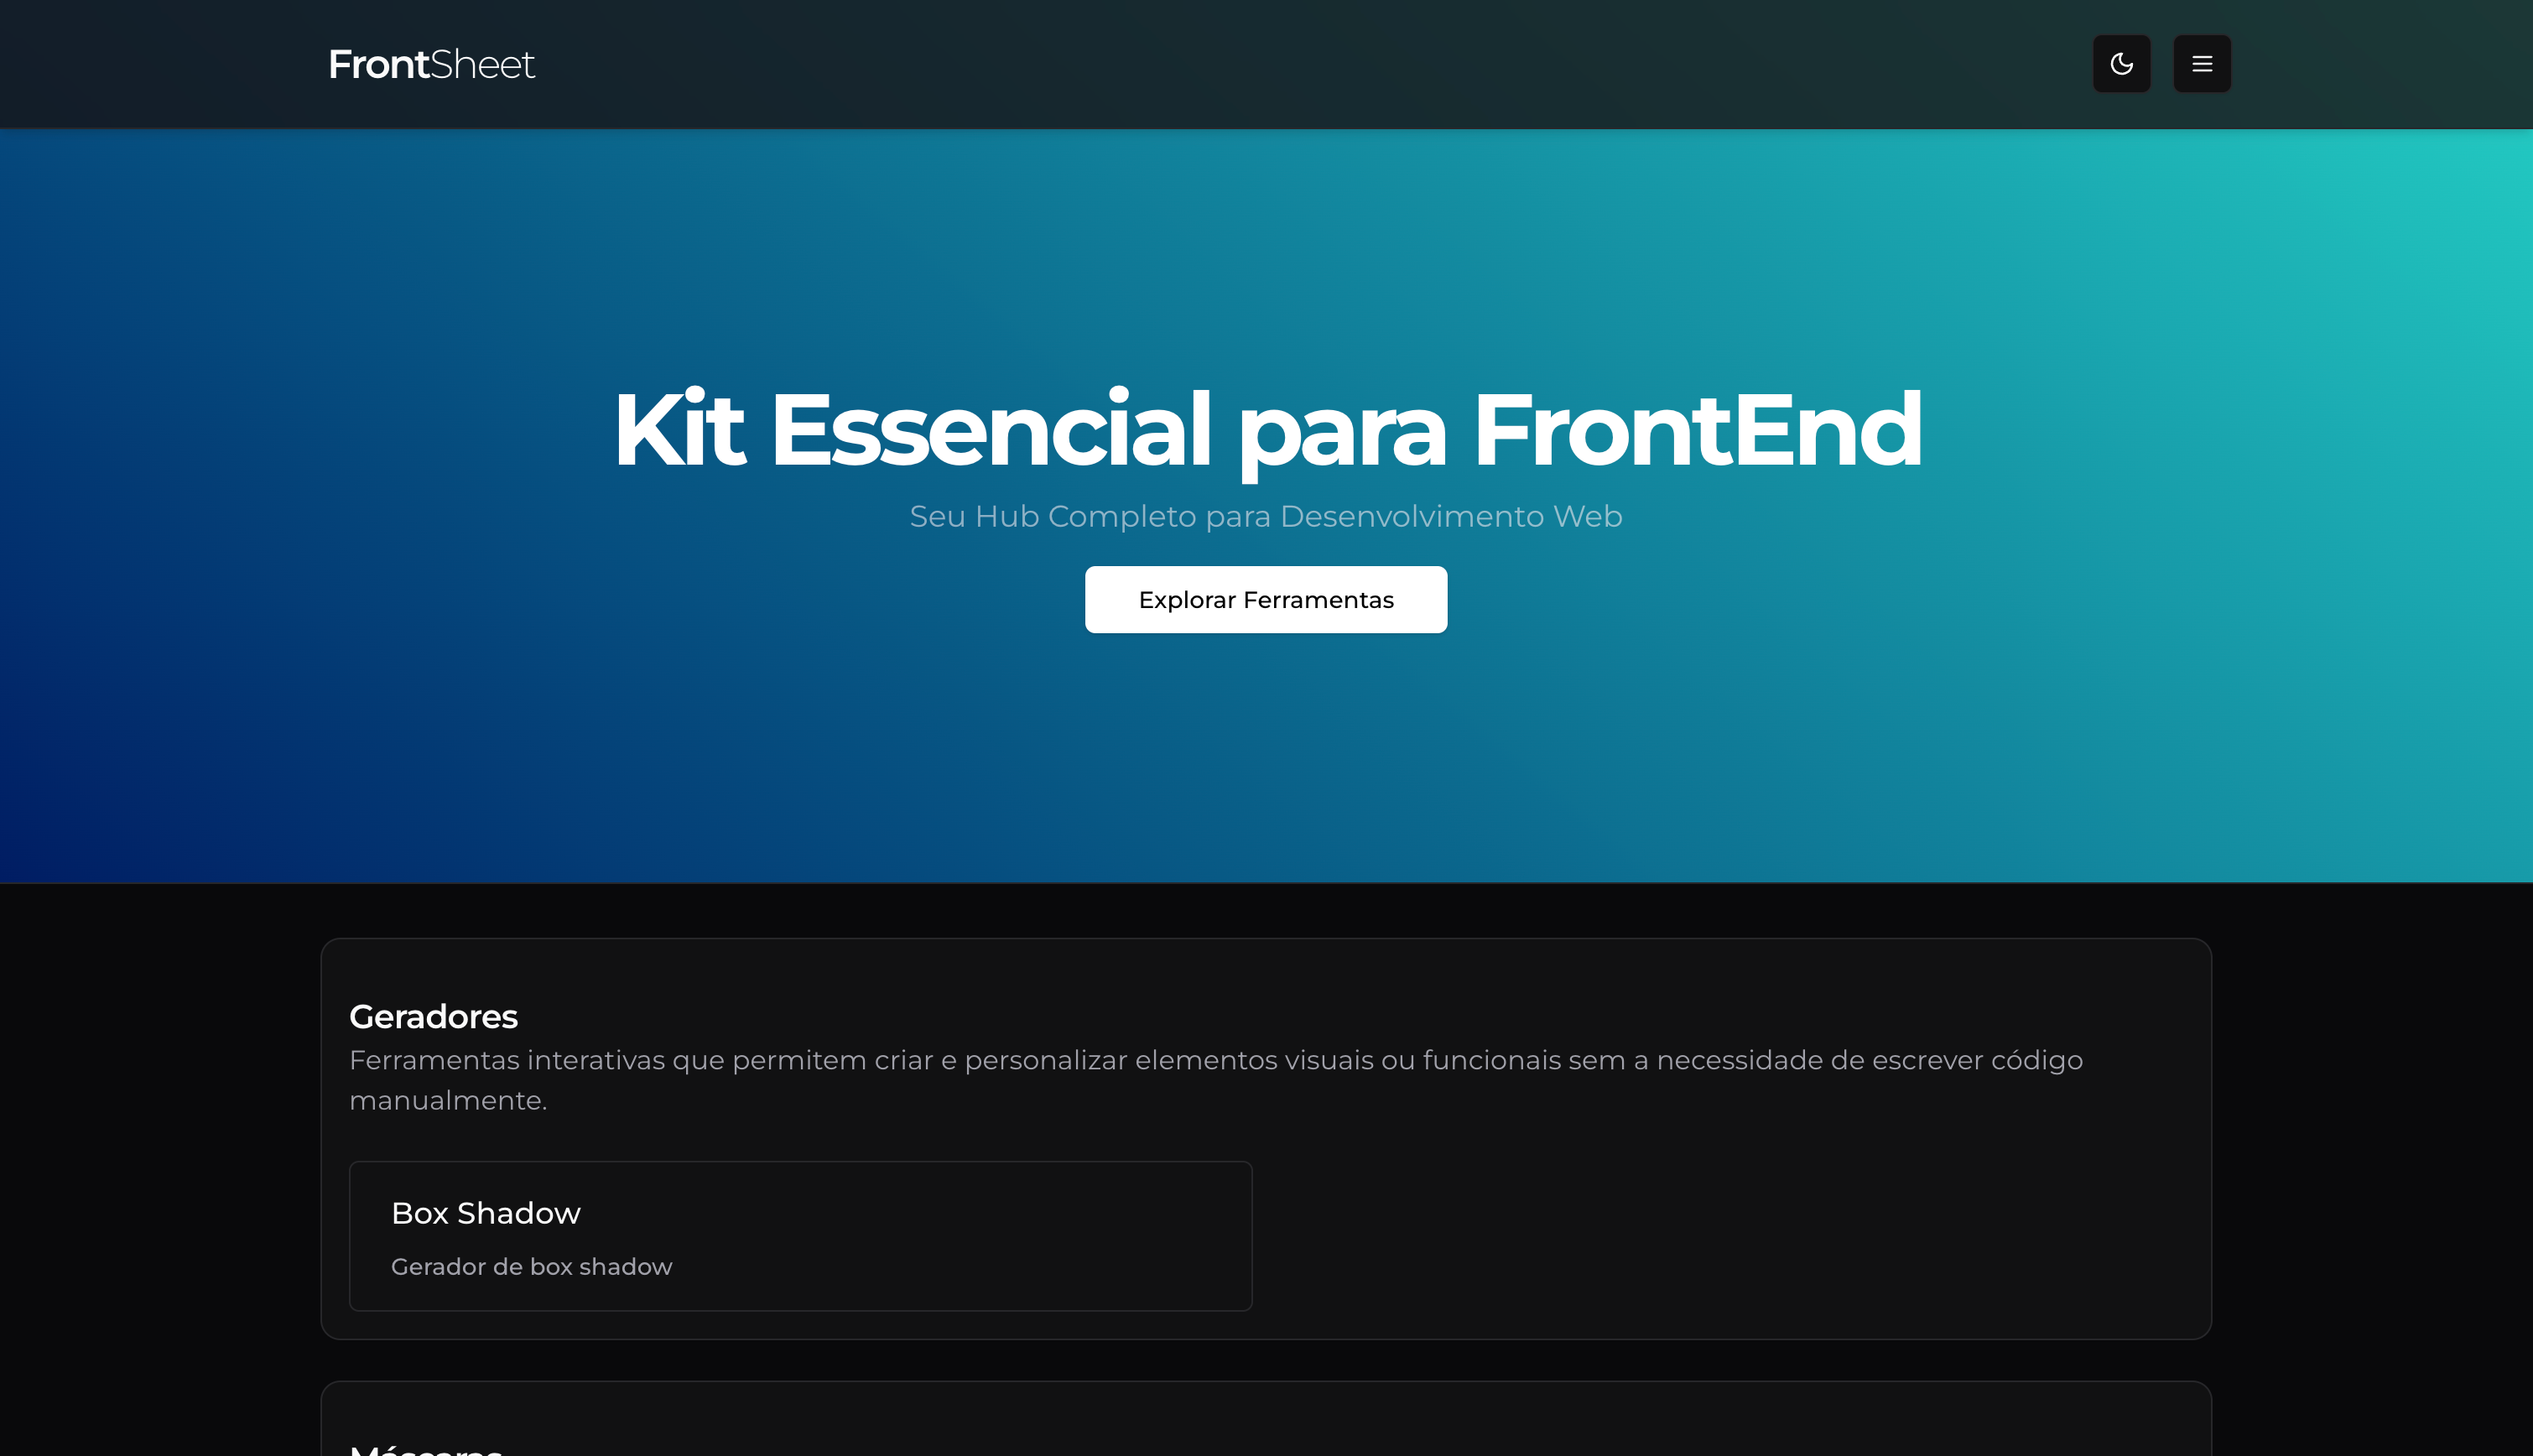 FrontSheet
Kit Essencial para FrontEnd
Seu Hub Completo para Desenvolvimento Web
Explorar Ferramentas
Geradores
Ferramentas interativas que permitem criar e personalizar elementos visuais ou funcionais sem a necessidade de escrever código
manualmente.
Box Shadow
Gerador de box shadow
Máscaras